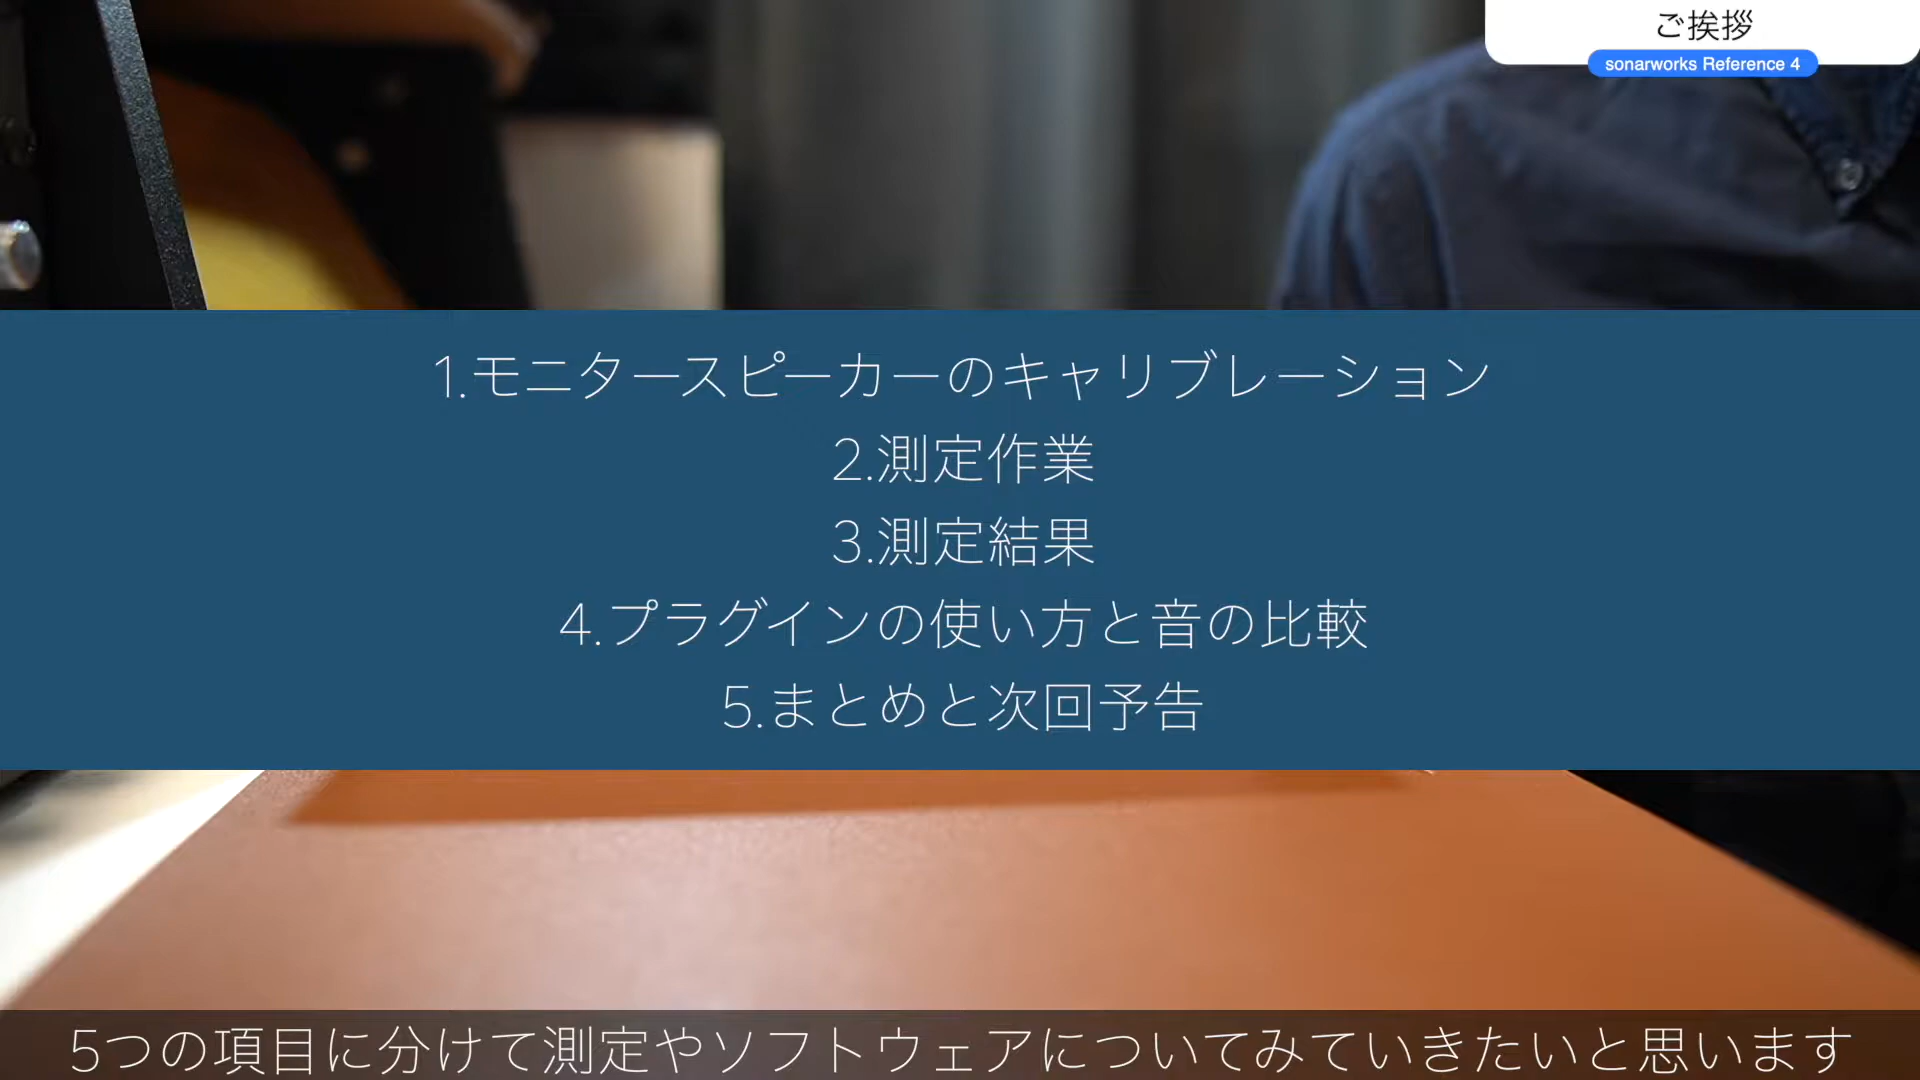 ご挨拶
sonarworks Reference 4
1.モニタースピーカーのキャリブレーション
2.測定作業
3.測定結果
4.プラグインの使い方と音の比較
5.まとめと次回予告
5つの項目に分けて測定やソフトウェアについてみていきたいと思います